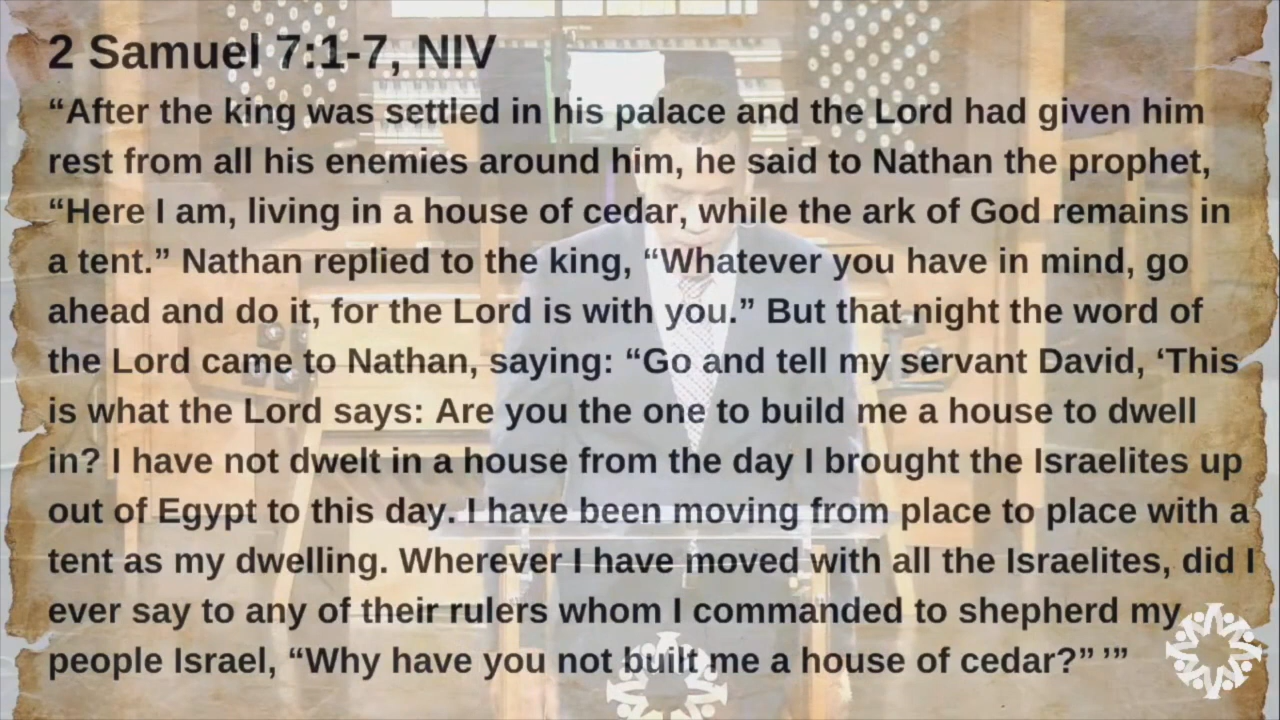 2 Samuel 7:1-7, NIV
“After the king was settled in his palace and the Lord had given him
rest from all his enemies around him, he said to Nathan the prophet,
“Here I am, living in a house of cedar, while the ark of God remains in
a tent.” Nathan replied to the king, “Whatever you have in mind, go
ahead and do it, for the Lord is with you.” But that night the word of
the Lord came to Nathan, saying: “Go and tell my servant David, ‘This
is what the Lord says: Are you the one to build me a house to dwell
in? I have not dwelt in a house from the day I brought the Israelites up
out of Egypt to this day. I have been moving from place to place with a
tent as my dwelling. Wherever I have moved with all the Israelites, did I
ever say to any of their rulers whom I commanded to shepherd my
people Israel, “Why have you not built me a house of cedar?” ’”